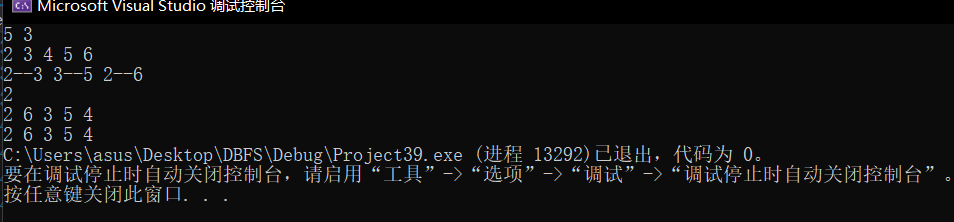 Microsoft Visual Studio 调试控制台
5 3
2 3 4 5 6
2--3 3--5 2--6
2
2 6 3 5 4
2 6 3 5 4
C:\Users\asus\Desktop\DBFS\Debug\Project39.exe (进程 13292)已退出，代码为 0。
要在调试停止时自动关闭控制台，请启用“工具”->“选项”->“调试”->“调试停止时自动关闭控制台”。
按任意键关闭此窗口. . .